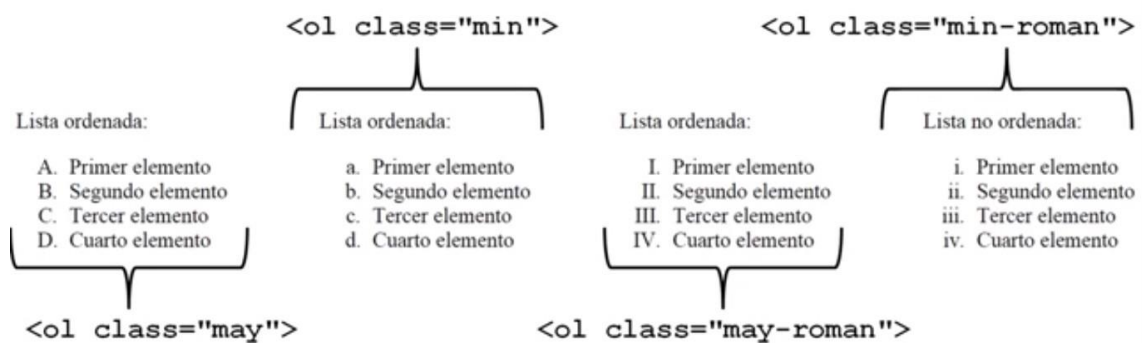 <ol class="min">
<ol class="min-roman">
Lista ordenada:
A. Primer elemento
B. Segundo elemento
C. Tercer elemento
D. Cuarto elemento
<ol class="may">
Lista ordenada:
a. Primer elemento
b. Segundo elemento
c. Tercer elemento
d. Cuarto elemento
Lista ordenada:
I. Primer elemento
II. Segundo elemento
III. Tercer elemento
IV. Cuarto elemento
<ol class="may-roman">
Lista no ordenada:
i. Primer elemento
ii. Segundo elemento
iii. Tercer elemento
iv. Cuarto elemento